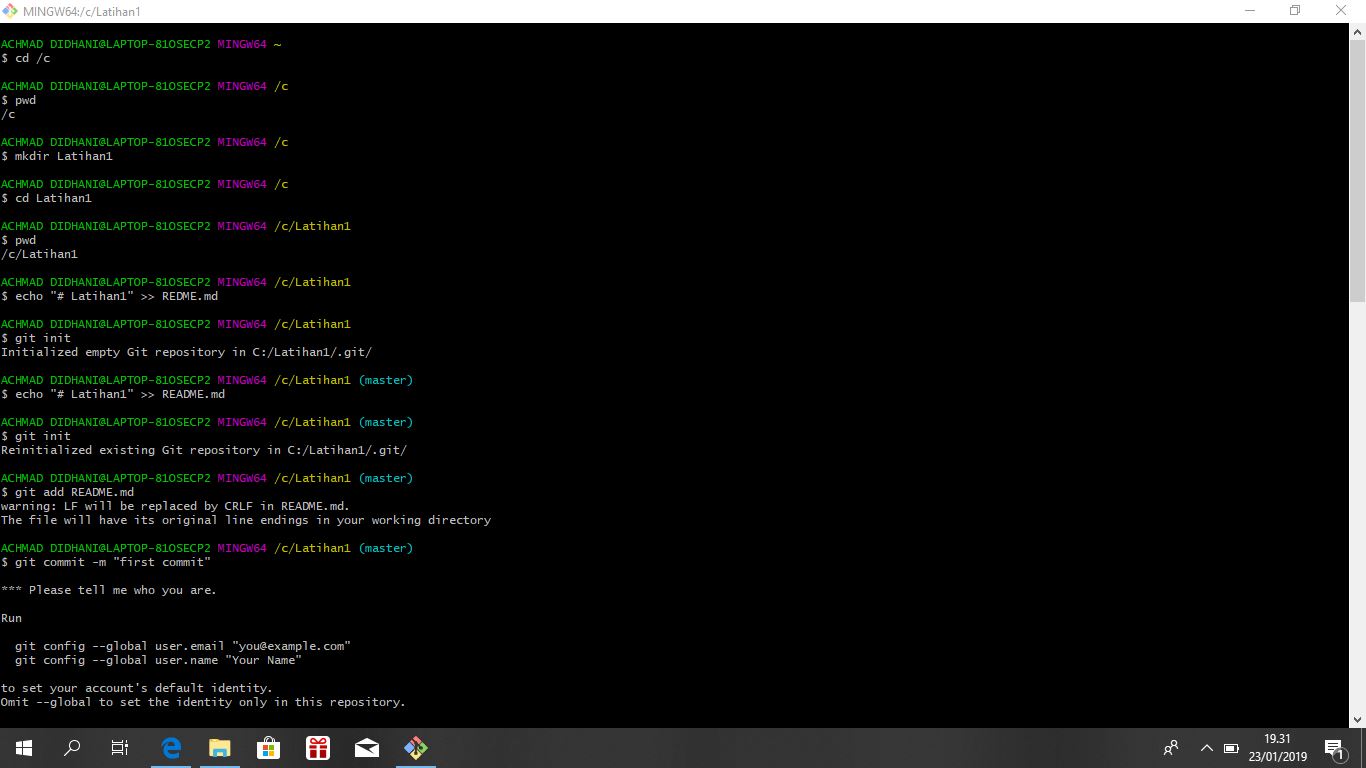 MINGW64:/c/Latihan1
ACHMAD DIDHANI@LAPTOP-81OSECP2 MINGW64 ~
$ cd /c
ACHMAD DIDHANI@LAPTOP-81OSECP2 MINGW64 /c
$ pwd
/c
ACHMAD DIDHANI@LAPTOP-81OSECP2 MINGW64 /c
$ mkdir Latihan1
ACHMAD DIDHANI@LAPTOP-81OSECP2 MINGW64 /c
$ cd Latihan1
ACHMAD DIDHANI@LAPTOP-81OSECP2 MINGW64 /c/Latihan1
$ pwd
/c/Latihan1
ACHMAD DIDHANI@LAPTOP-81OSECP2 MINGW64 /c/Latihan1
$ echo "# Latihan1" >> REDME.md
ACHMAD DIDHANI@LAPTOP-81OSECP2 MINGW64 /c/Latihan1
$ git init
Initialized empty Git repository in C:/Latihan1/.git/
ACHMAD DIDHANI@LAPTOP-81OSECP2 MINGW64 /c/Latihan1 (master)
$ echo "# Latihan1" >> README.md
ACHMAD DIDHANI@LAPTOP-81OSECP2 MINGW64 /c/Latihan1 (master)
$ git init
Reinitialized existing Git repository in C:/Latihan1/.git/
ACHMAD DIDHANI@LAPTOP-81OSECP2 MINGW64 /c/Latihan1 (master)
$ git add README.md
warning: LF will be replaced by CRLF in README.md.
The file will have its original line endings in your working directory
ACHMAD DIDHANI@LAPTOP-81OSECP2 MINGW64 /c/Latihan1 (master)
$ git commit -m "first commit"
*** Please tell me who you are.
Run
git config --global user.email "you@example.com"
git config --global user.name "Your Name"
to set your account's default identity.
Omit --global to set the identity only in this repository.
19.31
23/01/2019
1